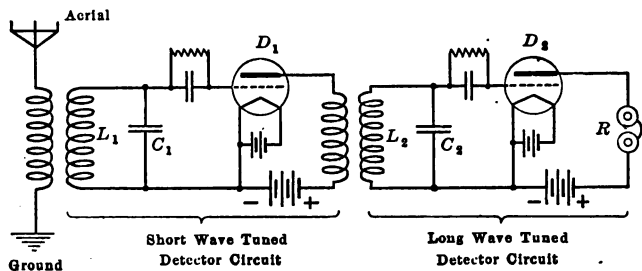 Aerial
D1
D2
L1
C1
L2
C2
R
- +
- +
Ground
Short Wave Tuned
Detector Circuit
Long Wave Tuned
Detector Circuit